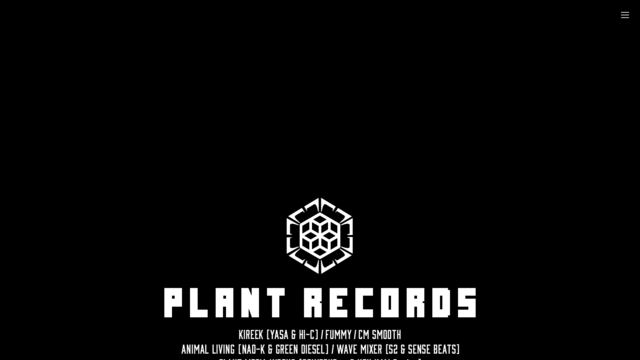 PLANT RECORDS
KIREEK [YASA & HI-C] / FUMMY / CM SMOOTH
ANIMAL LIVING [NAO-K & GREEN DIESEL] / WAVE MIXER [S2 & SENSE BEATS]